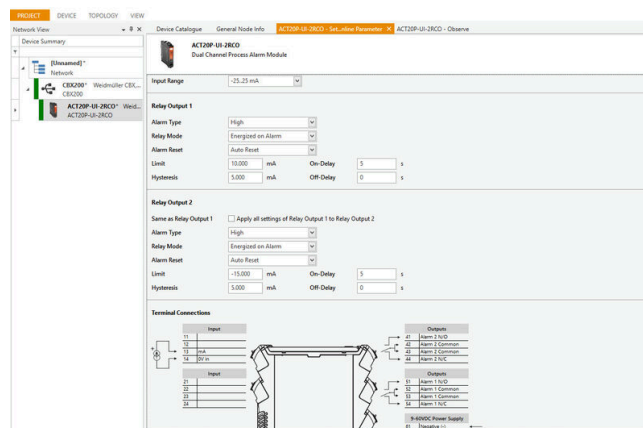 PROJECT DEVICE TOPOLOGY VIEW
Network View
Device Catalogue General Node Info ACT20P-UI-2RCO - Set...nline Parameter × ACT20P-UI-2RCO - Observe
Device Summary
[Unnamed]*
Network
CBX200* Weidmüller CBX...
CBX200
ACT20P-UI-2RCO* Weid...
ACT20P-UI-2RCO
ACT20P-UI-2RCO
Dual Channel Process Alarm Module
Input Range -25..25 mA
Relay Output 1
Alarm Type High
Relay Mode Energized on Alarm
Alarm Reset Auto Reset
Limit 10.000 mA On-Delay 5 s
Hysteresis 5.000 mA Off-Delay 0 s
Relay Output 2
Same as Relay Output 1 Apply all settings of Relay Output 1 to Relay Output 2
Alarm Type High
Relay Mode Energized on Alarm
Alarm Reset Auto Reset
Limit -15.000 mA On-Delay 5 s
Hysteresis 5.000 mA Off-Delay 0 s
Terminal Connections
Input
11
12
13 mA
14 0V In
Input
21
22
23
24
Outputs
41 Alarm 2 N/O
42 Alarm 2 Common
43 Alarm 2 Common
44 Alarm 2 N/C
Outputs
51 Alarm 1 N/O
52 Alarm 1 Common
53 Alarm 1 Common
54 Alarm 1 N/C
9-60VDC Power Supply
61 Negative (-)